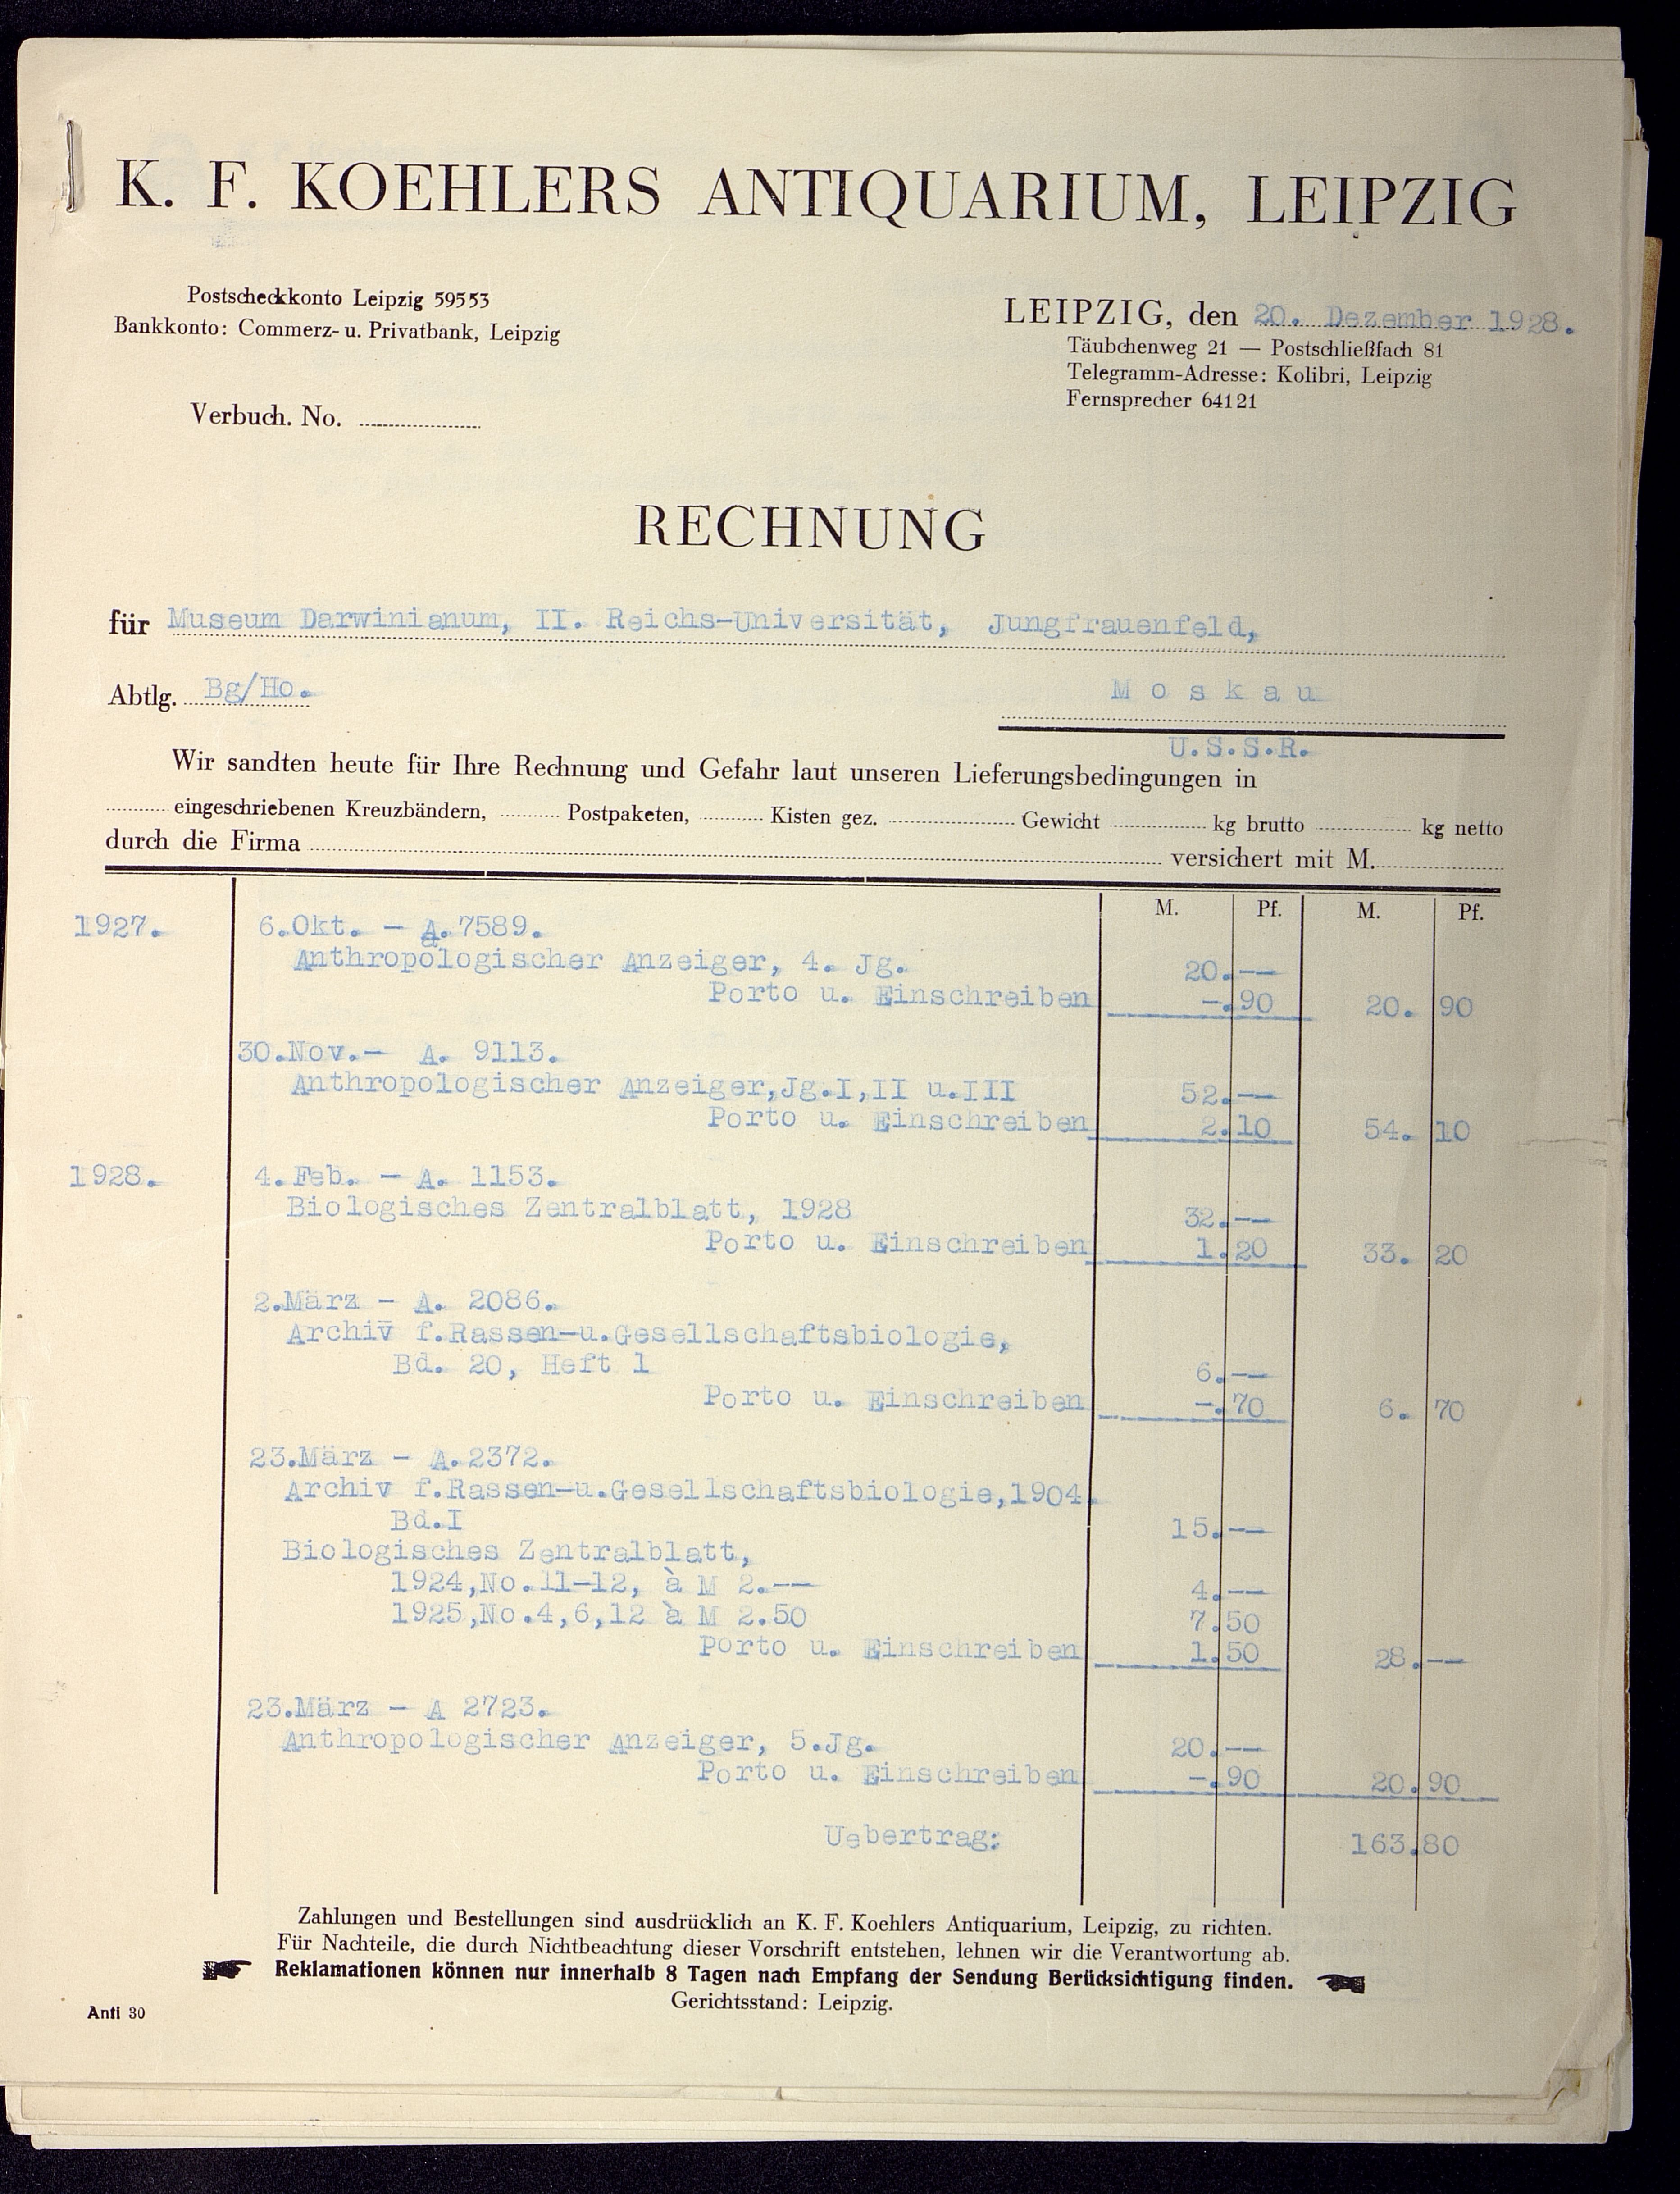 K. F. KOEHLERS ANTIQUARIUM, LEIPZIG
Postscheckkonto Leipzig 59553
Bankkonto: Commerz- u. Privatbank, Leipzig
LEIPZIG, den 20. Dezember 1928.
Täubchenweg 21 — Postschließfach 81
Telegramm-Adresse: Kolibri, Leipzig
Fernsprecher 64121
Verbuch. No.
RECHNUNG
für Museum Darwinianum, II. Reichs-Universität, Jungfrauenfeld,
Abtlg. Bg/Ho. Moskau
U.S.S.R.
Wir sandten heute für Ihre Rechnung und Gefahr laut unseren Lieferungsbedingungen in
eingeschriebenen Kreuzbändern, Postpaketen, Kisten gez. Gewicht kg brutto kg netto
durch die Firma versichert mit M.
M. Pf. M. Pf.
1927. 6.Okt. - A.7589.
Anthropologischer Anzeiger, 4. Jg. 20.--
Porto u. Einschreiben -.90 20. 90
30.Nov.- A. 9113.
Anthropologischer Anzeiger,Jg.I,II u.III 52.--
Porto u. Einschreiben 2.10 54. 10
1928. 4.Feb. - A. 1153.
Biologisches Zentralblatt, 1928 32.--
Porto u. Einschreiben 1.20 33. 20
2.März - A. 2086.
Archiv f.Rassen-u.Gesellschaftsbiologie,
Bd. 20, Heft 1 6.--
Porto u. Einschreiben -.70 6. 70
23.März - A.2372.
Archiv f.Rassen-u.Gesellschaftsbiologie,1904.
Bd.I 15.--
Biologisches Zentralblatt,
1924,No.11-12, à M 2.-- 4.--
1925,No.4,6,12 à M 2.50 7.50
Porto u. Einschreiben 1.50 28.--
23.März - A 2723.
Anthropologischer Anzeiger, 5.Jg. 20.--
Porto u. Einschreiben -.90 20.90
Uebertrag: 163.80
Zahlungen und Bestellungen sind ausdrücklich an K. F. Koehlers Antiquarium, Leipzig, zu richten.
Für Nachteile, die durch Nichtbeachtung dieser Vorschrift entstehen, lehnen wir die Verantwortung ab.
Reklamationen können nur innerhalb 8 Tagen nach Empfang der Sendung Berücksichtigung finden.
Gerichtsstand: Leipzig.
Anti 30